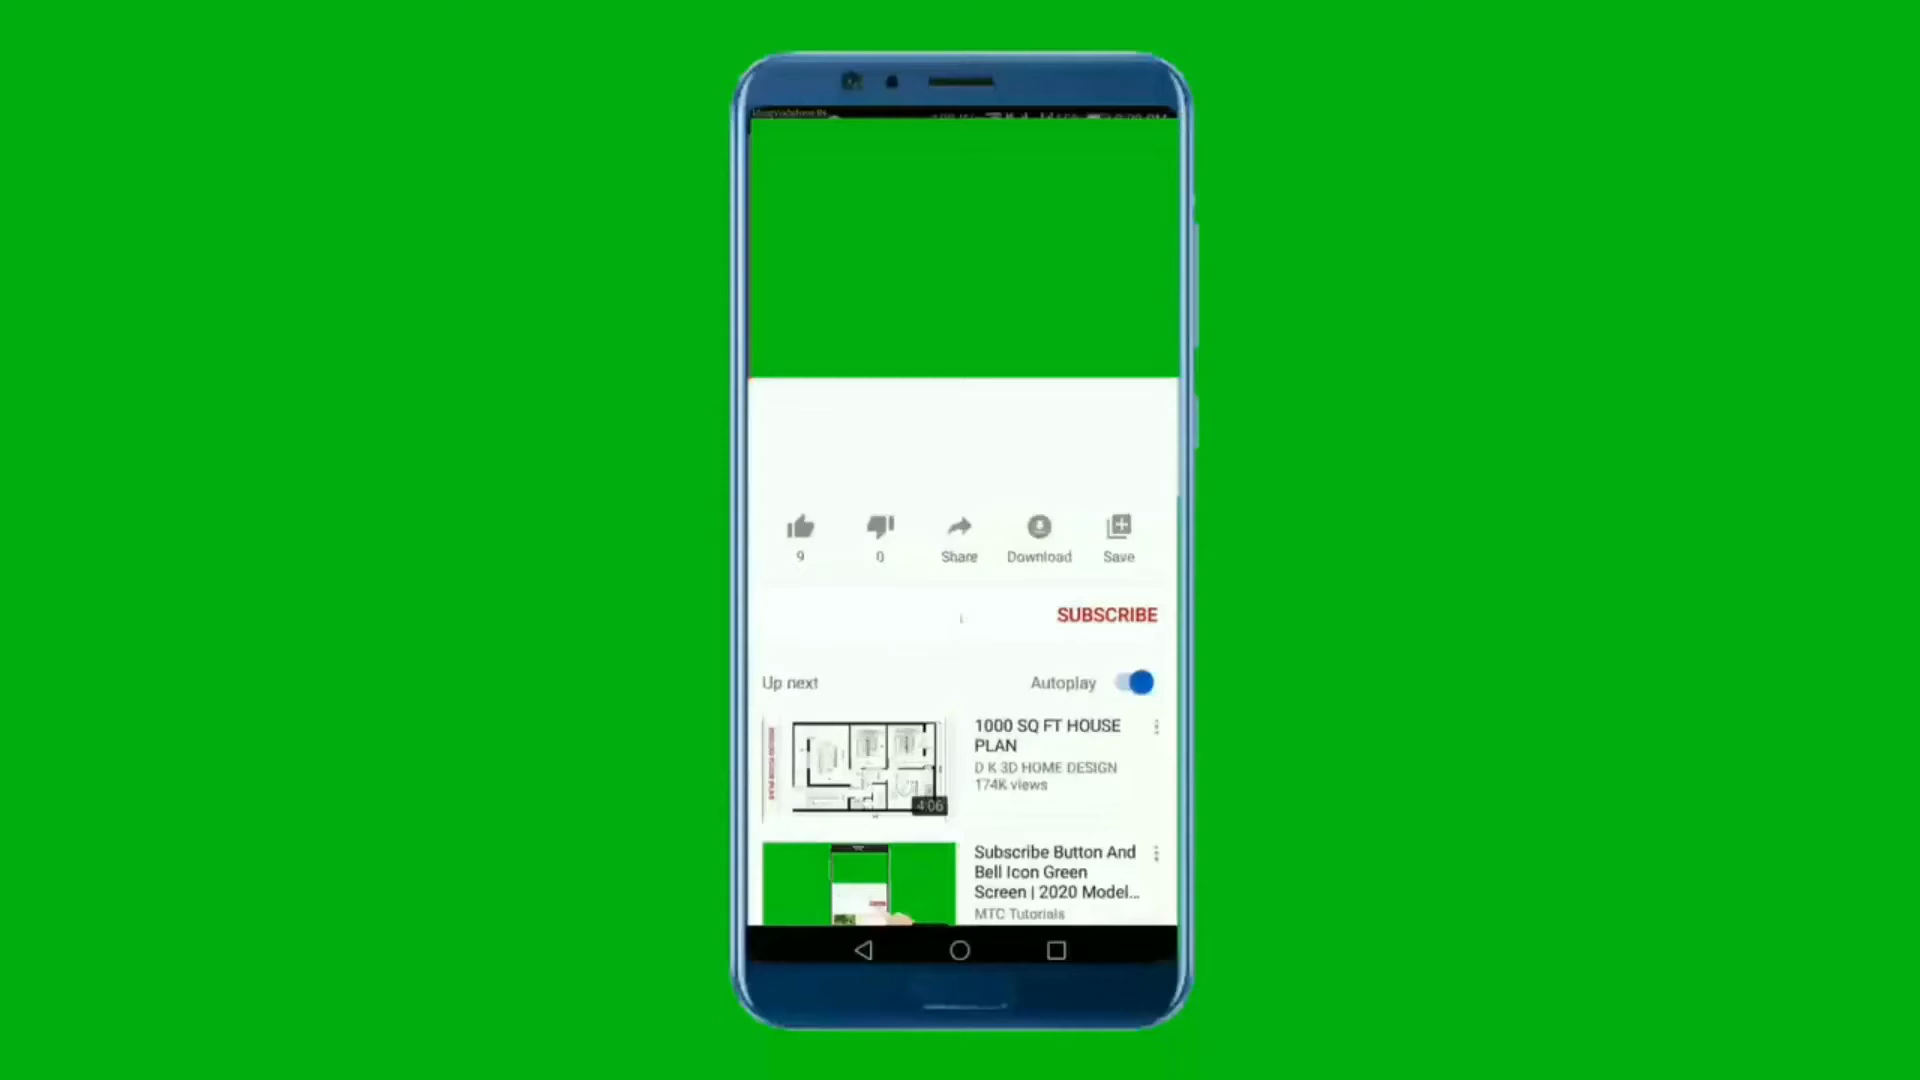 9
0
Share
Download
Save
SUBSCRIBE
Up next
Autoplay
1000 SQ FT HOUSE
PLAN
D K 3D HOME DESIGN
174K views
4:06
Subscribe Button And
Bell Icon Green
Screen | 2020 Model...
MTC Tutorials